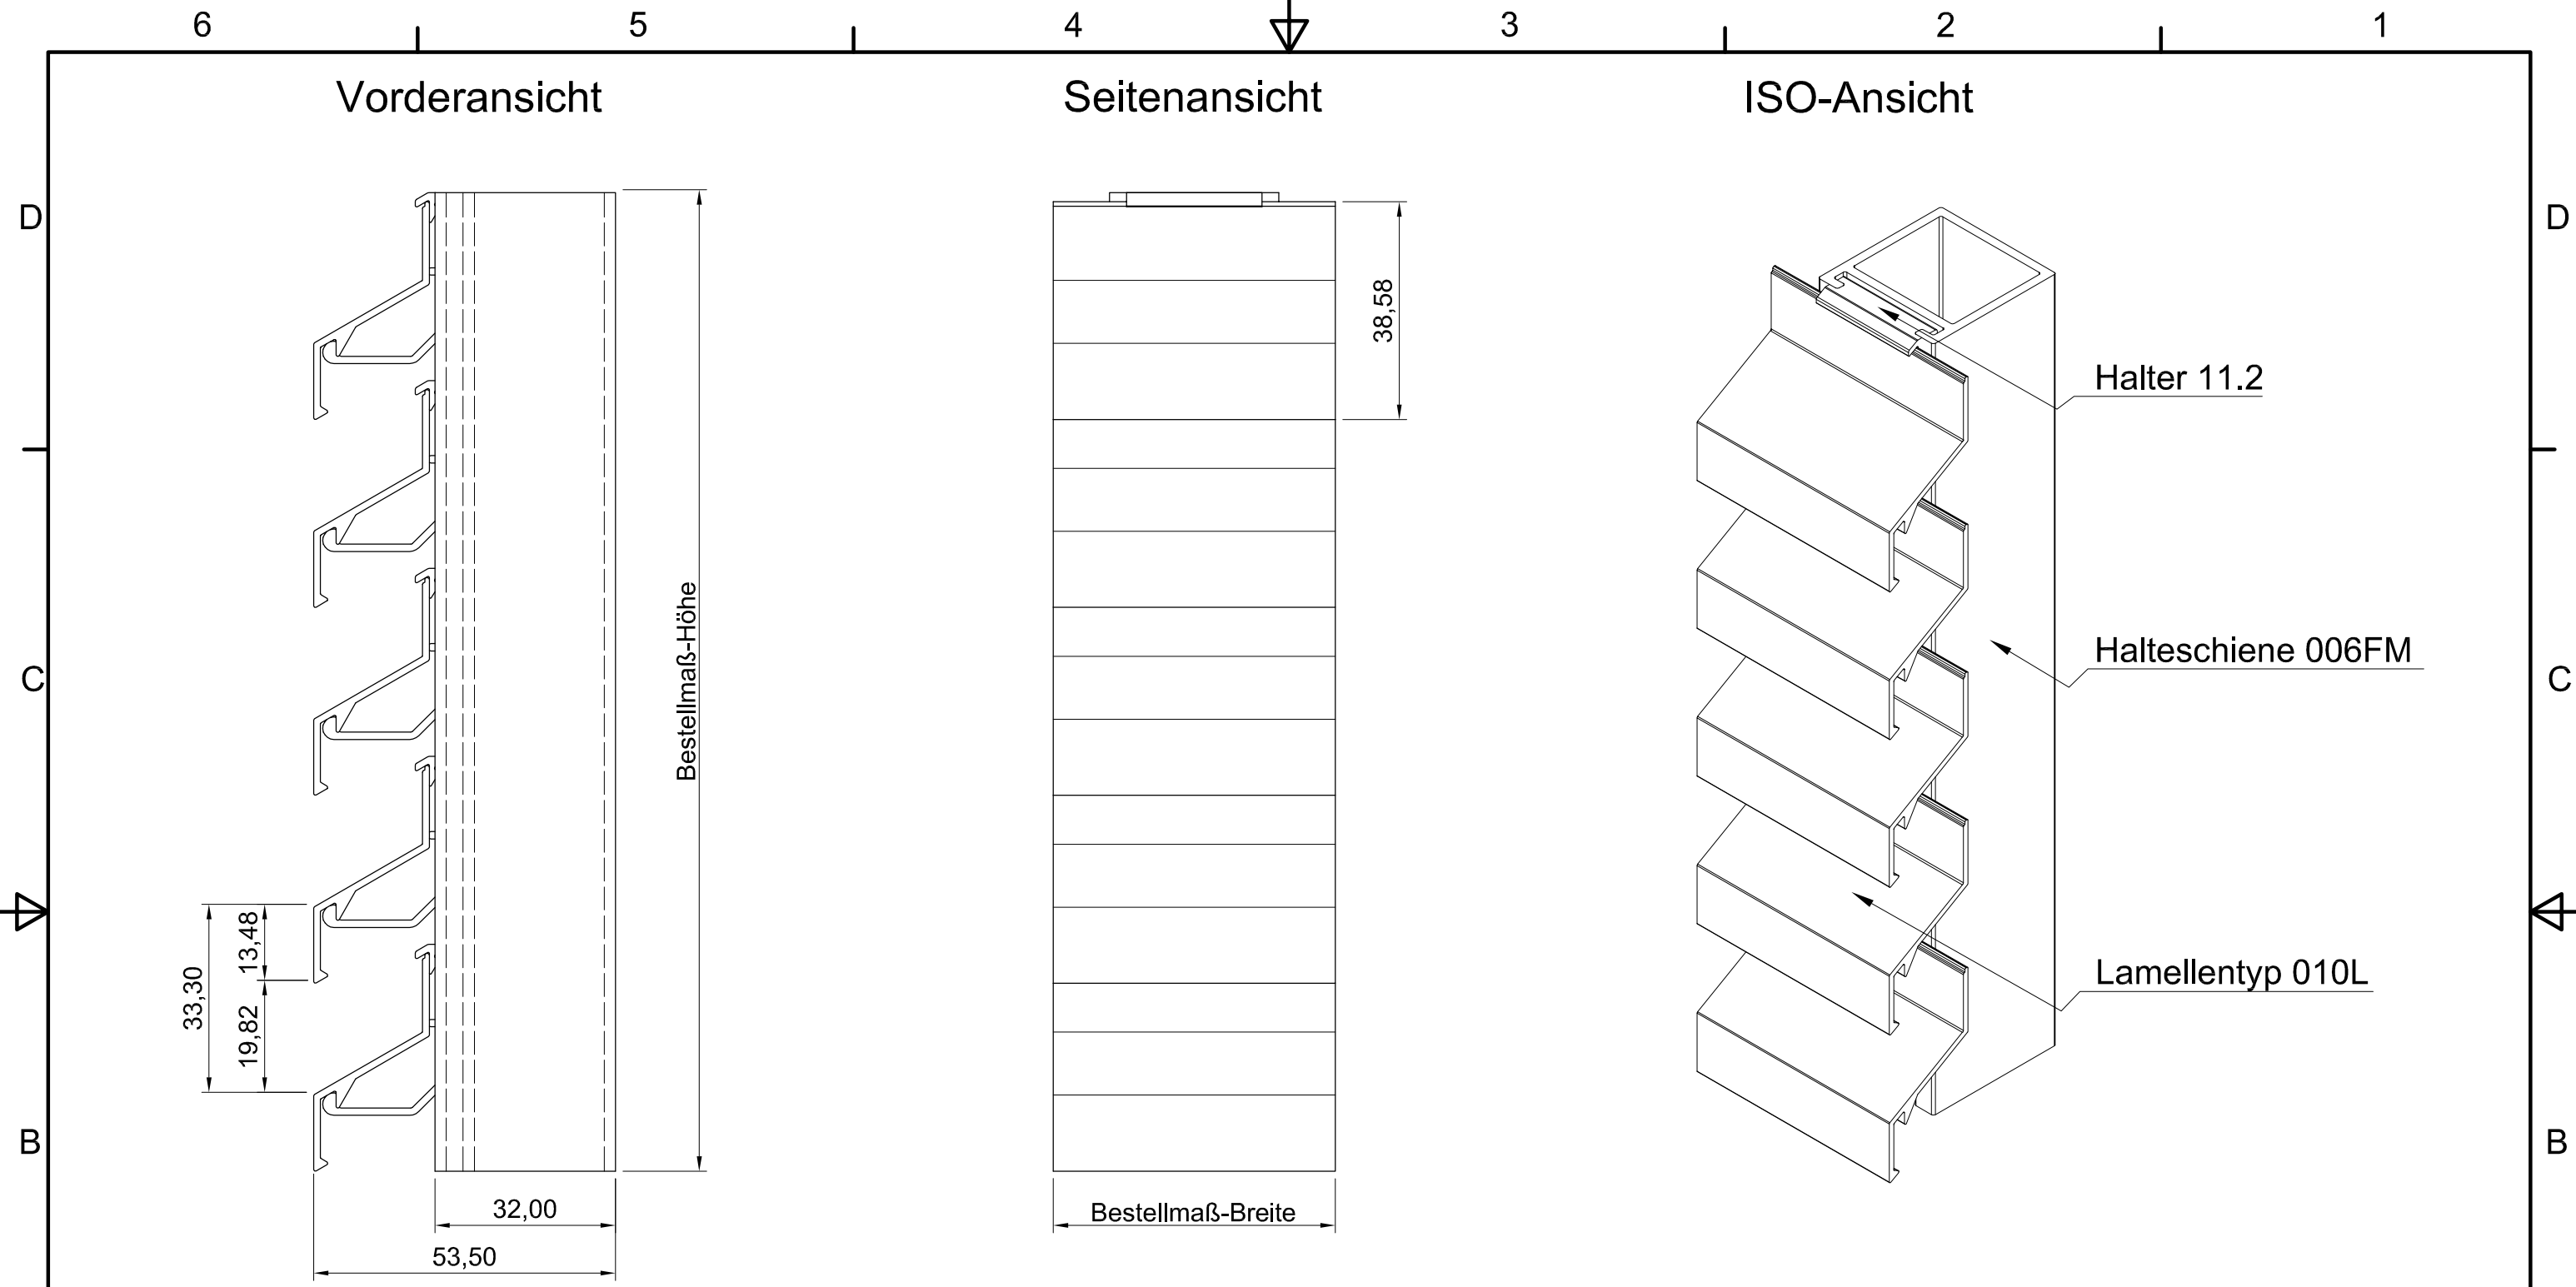 6 5 4 3 2 1
Vorderansicht
Seitenansicht
ISO-Ansicht
D
D
38,58
Halter 11.2
Bestellmaß-Höhe
Halteschiene 006FM
C
C
13,48
33,30
19,82
Lamellentyp 010L
B
B
32,00
Bestellmaß-Breite
53,50